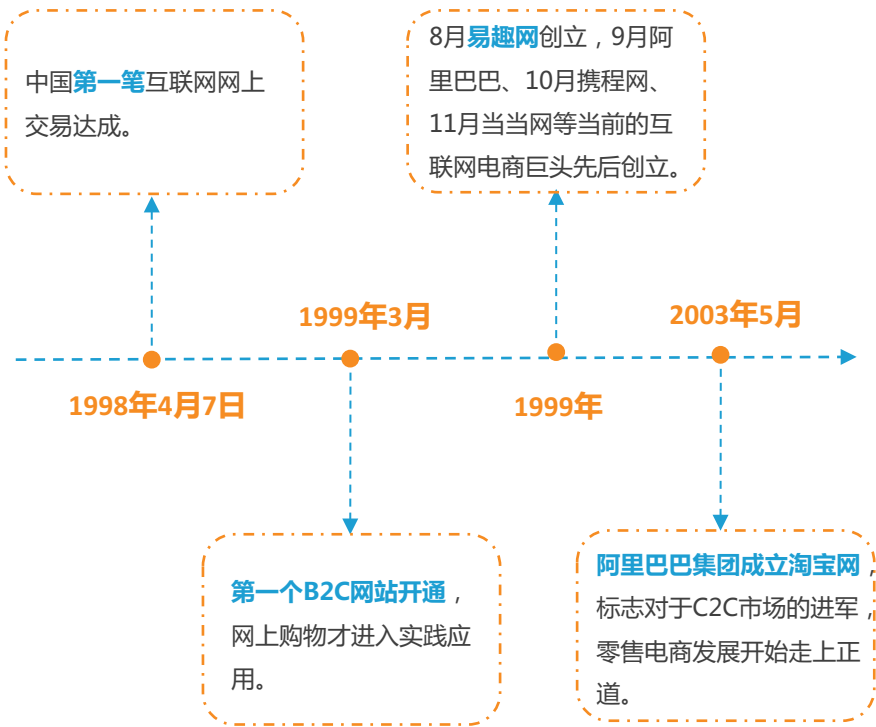 中国第一笔互联网网上
交易达成。
8月易趣网创立，9月阿
里巴巴、10月携程网、
11月当当网等当前的互
联网电商巨头先后创立。
1999年3月
2003年5月
1998年4月7日
1999年
第一个B2C网站开通，
网上购物才进入实践应
用。
阿里巴巴集团成立淘宝网，
标志对于C2C市场的进军，
零售电商发展开始走上正
道。